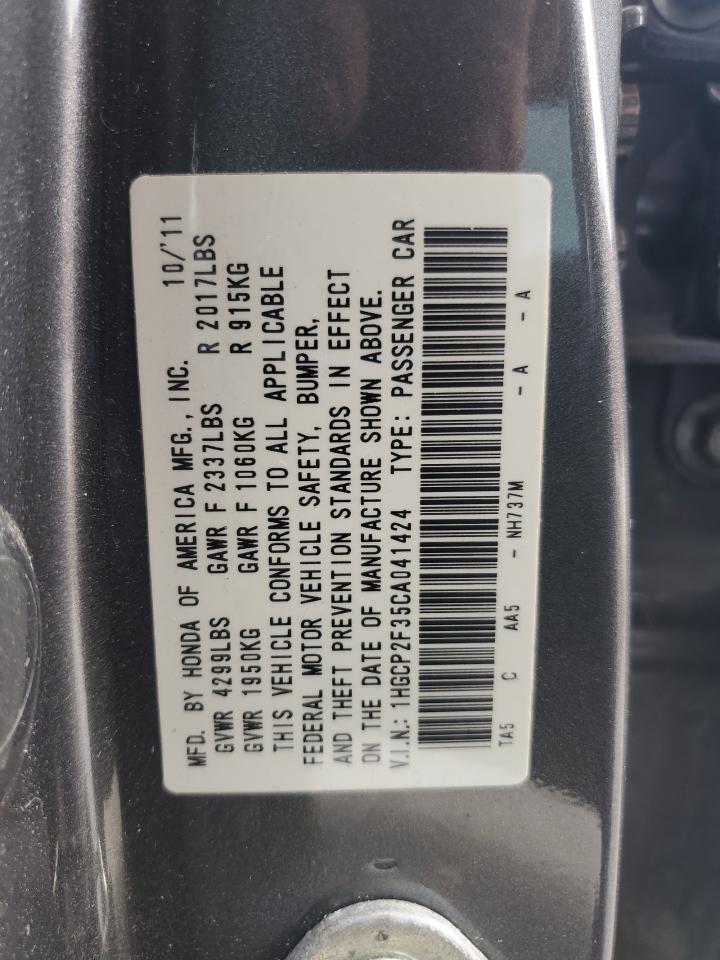 MFD. BY HONDA OF AMERICA MFG., INC. 10/'11
GVWR 4299LBS GAWR F 2337LBS R 2017LBS
GVWR 1950KG GAWR F 1060KG R 915KG
THIS VEHICLE CONFORMS TO ALL APPLICABLE
FEDERAL MOTOR VEHICLE SAFETY, BUMPER,
AND THEFT PREVENTION STANDARDS IN EFFECT
ON THE DATE OF MANUFACTURE SHOWN ABOVE.
V.I.N.: 1HGCP2F35CA041424 TYPE: PASSENGER CAR
TA5 C AA5 - NH737M - A - A